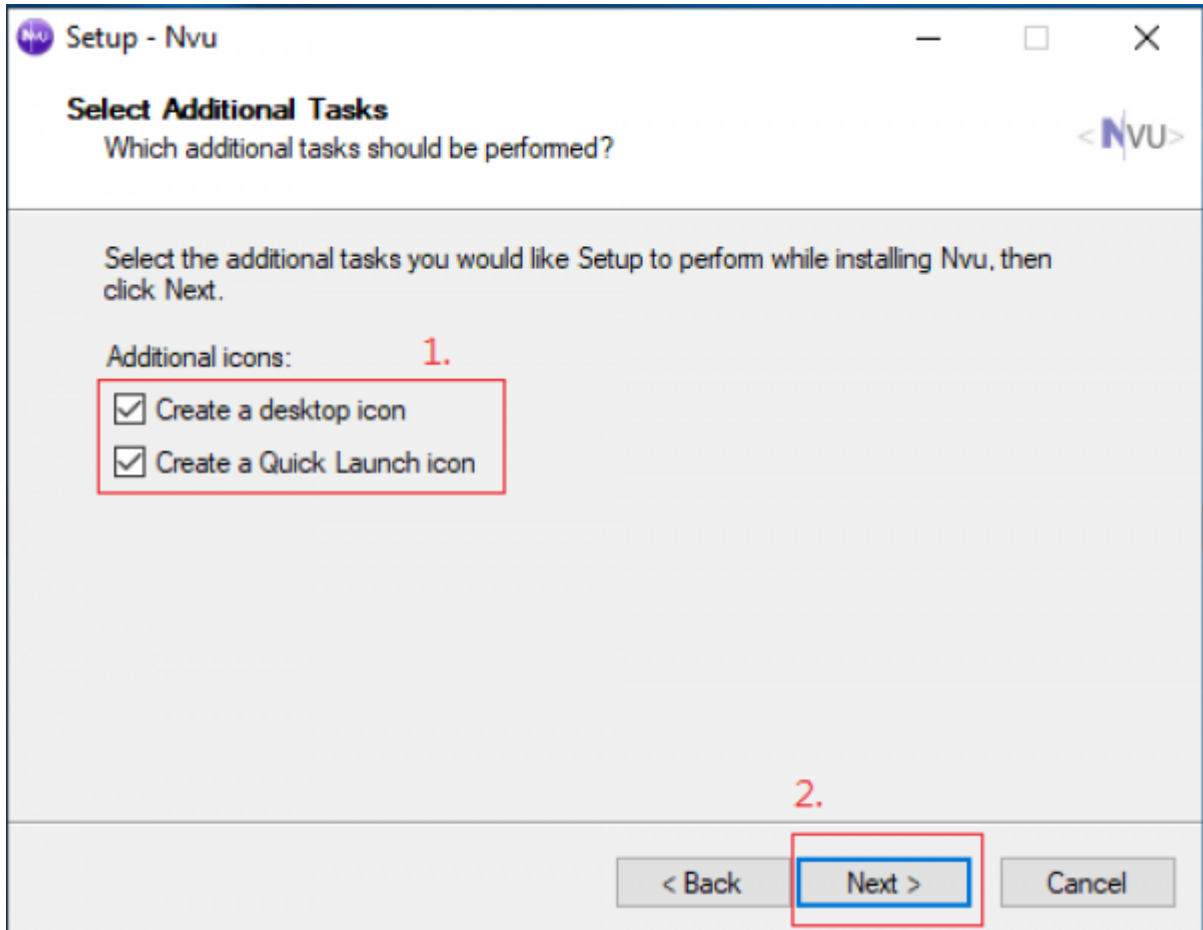 Setup - Nvu
Select Additional Tasks
Which additional tasks should be performed?
<NVU>
Select the additional tasks you would like Setup to perform while installing Nvu, then
click Next.
Additional icons:
1.
Create a desktop icon
Create a Quick Launch icon
2.
< Back
Next >
Cancel